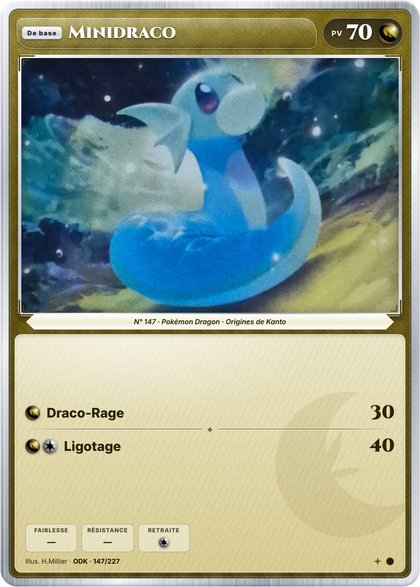 De base MINIDRACO PV 70
N° 147 · Pokémon Dragon · Origines de Kanto
Draco-Rage 30
Ligotage 40
FAIBLESSE RÉSISTANCE RETRAITE
— —
Illus. H.Millier · ODK · 147/227